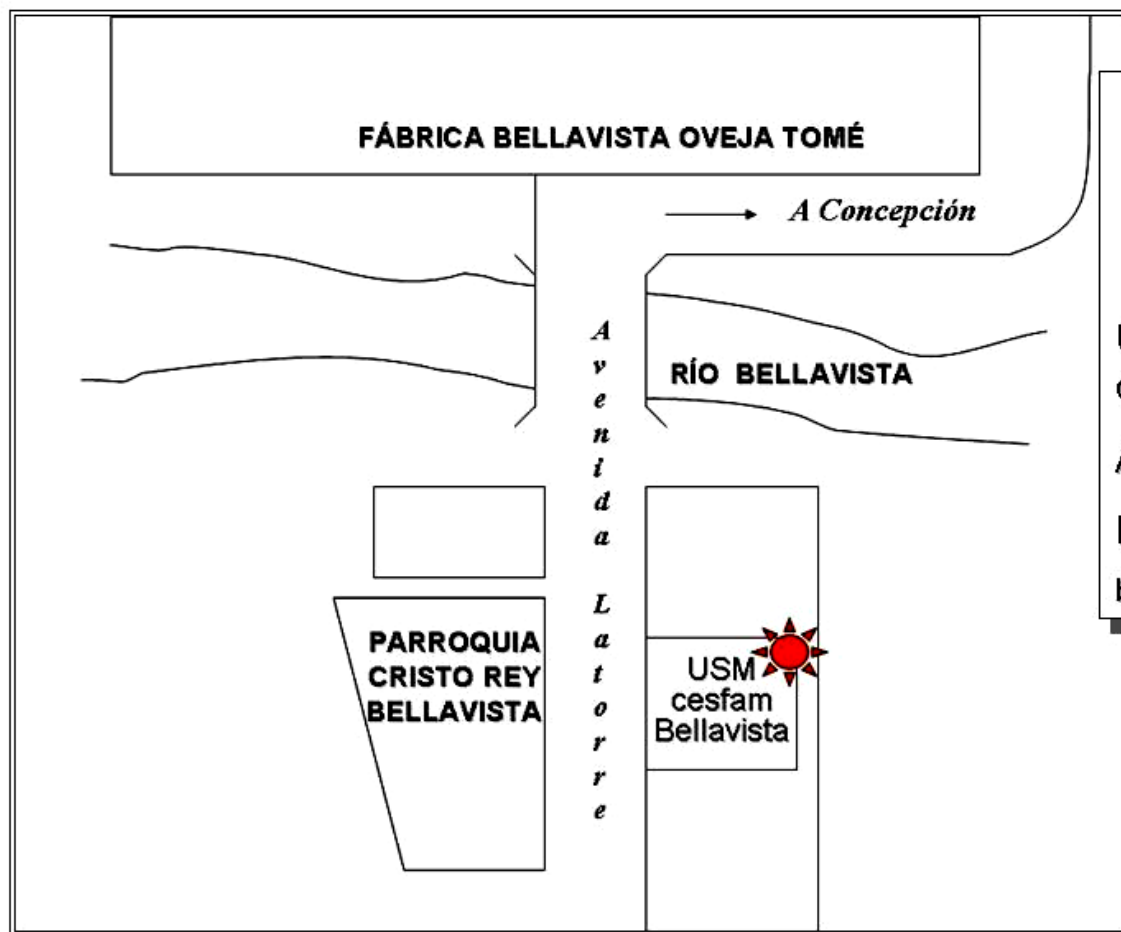 FÁBRICA BELLAVISTA OVEJA TOMÉ
A Concepción
RÍO BELLAVISTA
Avenida Latorre
PARROQUIA
CRISTO REY
BELLAVISTA
USM
cesfam
Bellavista